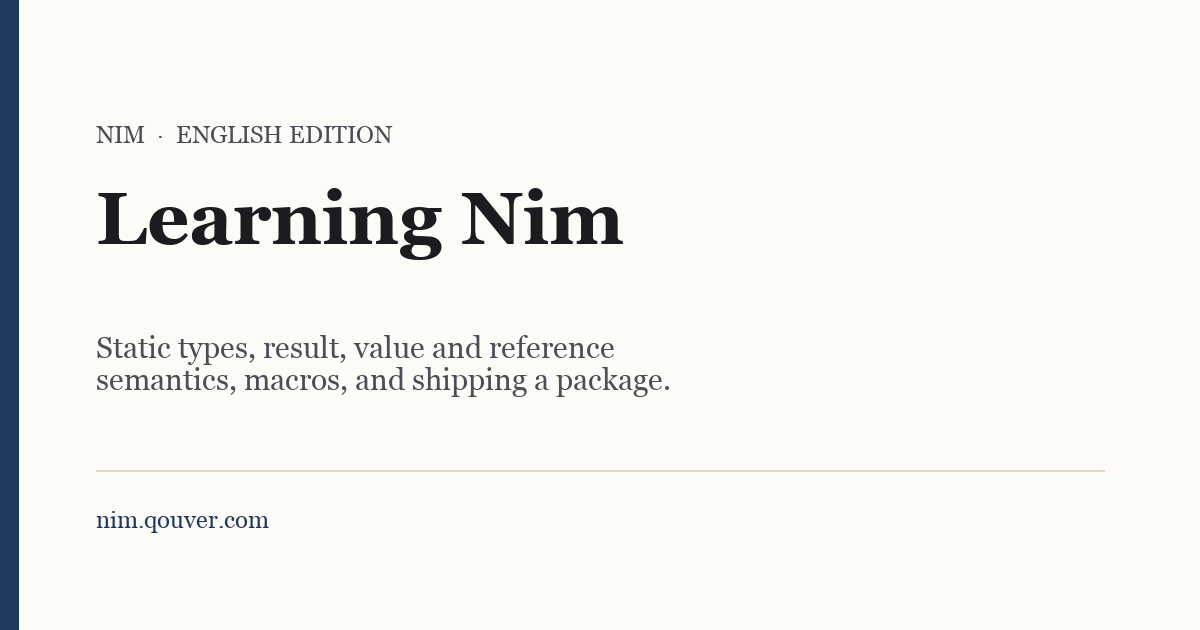 NIM · ENGLISH EDITION
Learning Nim
Static types, result, value and reference
semantics, macros, and shipping a package.
nim.qouver.com